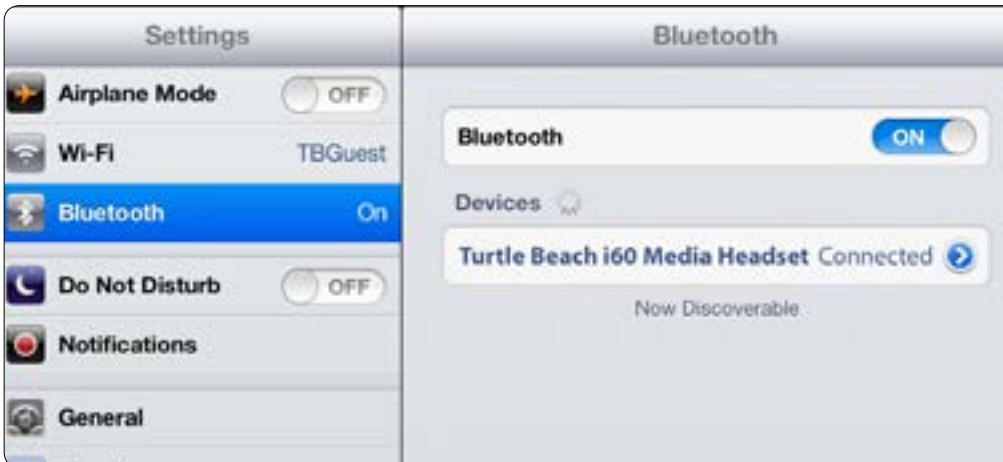 Settings
Airplane Mode OFF
Wi-Fi TBGuest
Bluetooth On
Do Not Disturb OFF
Notifications
General
Bluetooth
Bluetooth ON
Devices
Turtle Beach i60 Media Headset Connected
Now Discoverable